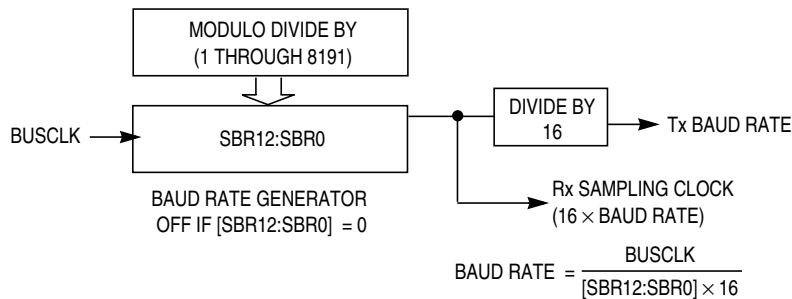 MODULO DIVIDE BY
(1 THROUGH 8191)
BUSCLK
SBR12:SBR0
DIVIDE BY
16
Tx BAUD RATE
BAUD RATE GENERATOR
OFF IF [SBR12:SBR0] = 0
Rx SAMPLING CLOCK
(16 × BAUD RATE)
BAUD RATE =
BUSCLK
[SBR12:SBR0] × 16